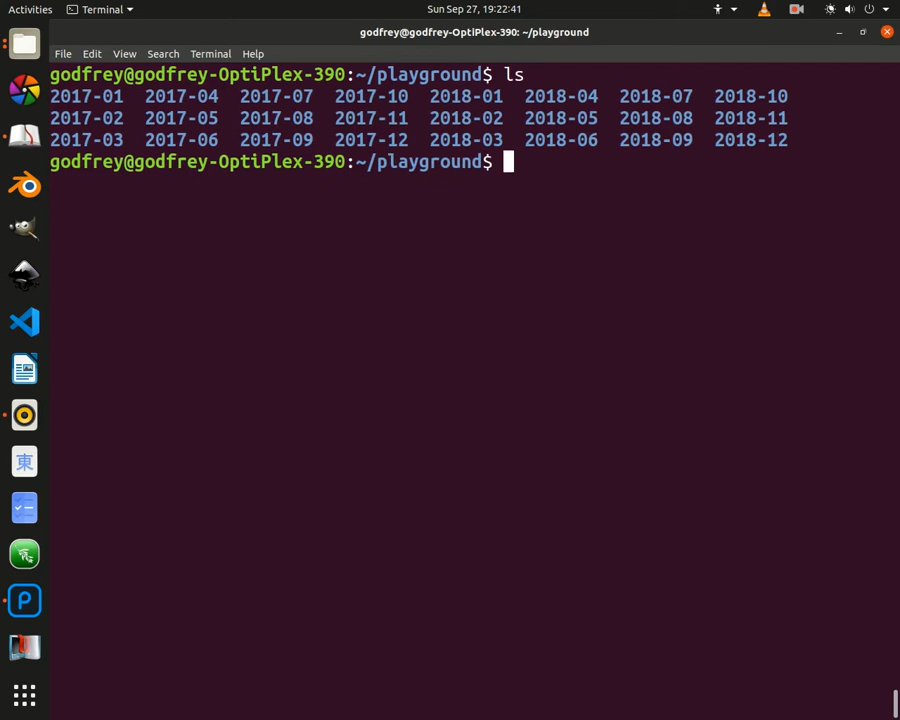 Activities Terminal Sun Sep 27, 19:22:41
godfrey@godfrey-OptiPlex-390: ~/playground
File Edit View Search Terminal Help
godfrey@godfrey-OptiPlex-390:~/playground$ ls
2017-01 2017-04 2017-07 2017-10 2018-01 2018-04 2018-07 2018-10
2017-02 2017-05 2017-08 2017-11 2018-02 2018-05 2018-08 2018-11
2017-03 2017-06 2017-09 2017-12 2018-03 2018-06 2018-09 2018-12
godfrey@godfrey-OptiPlex-390:~/playground$
東
P